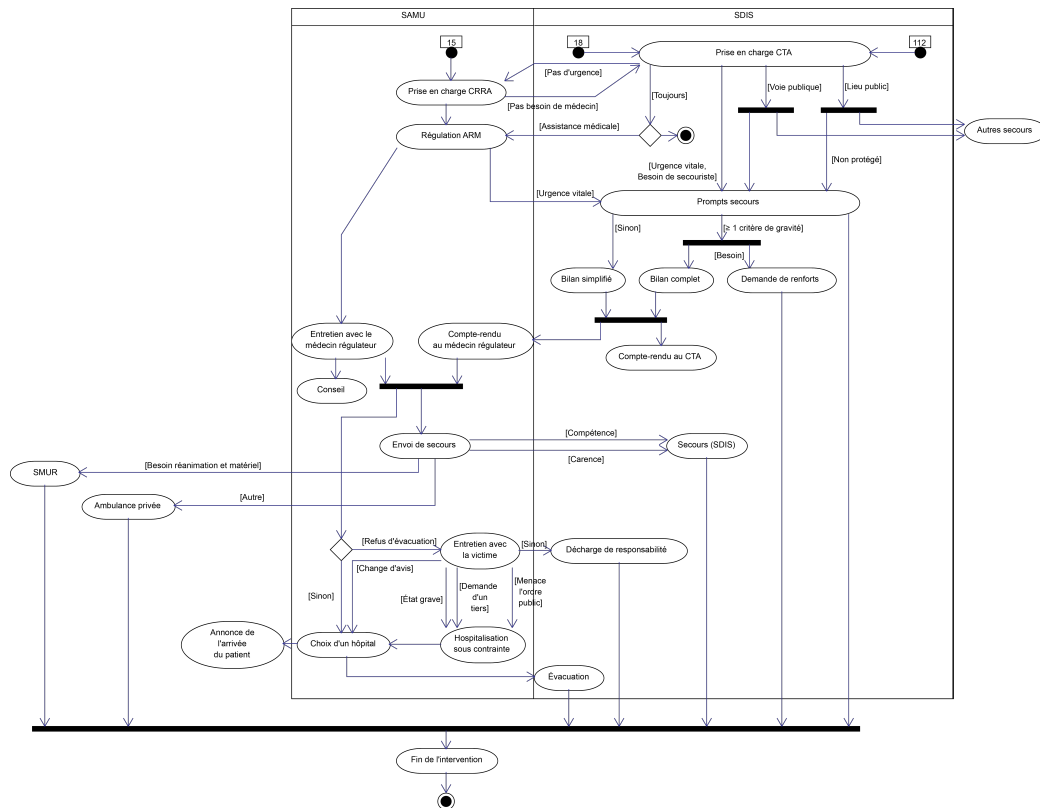 SAMU
SDIS
15
18
112
Prise en charge CTA
[Pas d'urgence]
Prise en charge CRRA
[Pas besoin de médecin]
[Toujours]
[Voie publique]
[Lieu public]
Régulation ARM
[Assistance médicale]
Autres secours
[Urgence vitale,
Besoin de secouriste]
[Non protégé]
[Urgence vitale]
Prompts secours
[Sinon]
[≥ 1 critère de gravité]
[Besoin]
Bilan simplifié
Bilan complet
Demande de renforts
Entretien avec le
médecin régulateur
Compte-rendu
au médecin régulateur
Compte-rendu au CTA
Conseil
Envoi de secours
[Compétence]
Secours (SDIS)
[Carence]
SMUR
[Besoin réanimation et matériel]
Ambulance privée
[Autre]
[Refus d'évacuation]
Entretien avec
la victime
[Sinon]
Décharge de responsabilité
[Change d'avis]
[Sinon]
[État grave]
[Demande
d'un
tiers]
[Menace
l'ordre
public]
Annonce de
l'arrivée
du patient
Choix d'un hôpital
Hospitalisation
sous contrainte
Évacuation
Fin de l'intervention